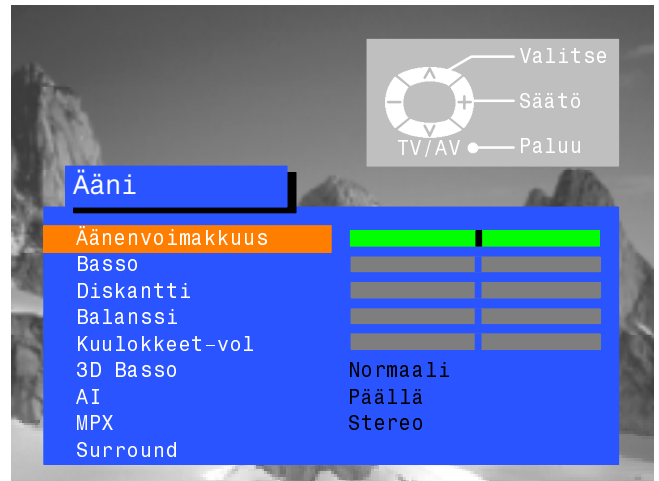 Valitse
Säätö
TV/AV Paluu
Ääni
Äänenvoimakkuus
Basso
Diskantti
Balanssi
Kuulokkeet-vol
3D Basso Normaali
AI Päällä
MPX Stereo
Surround